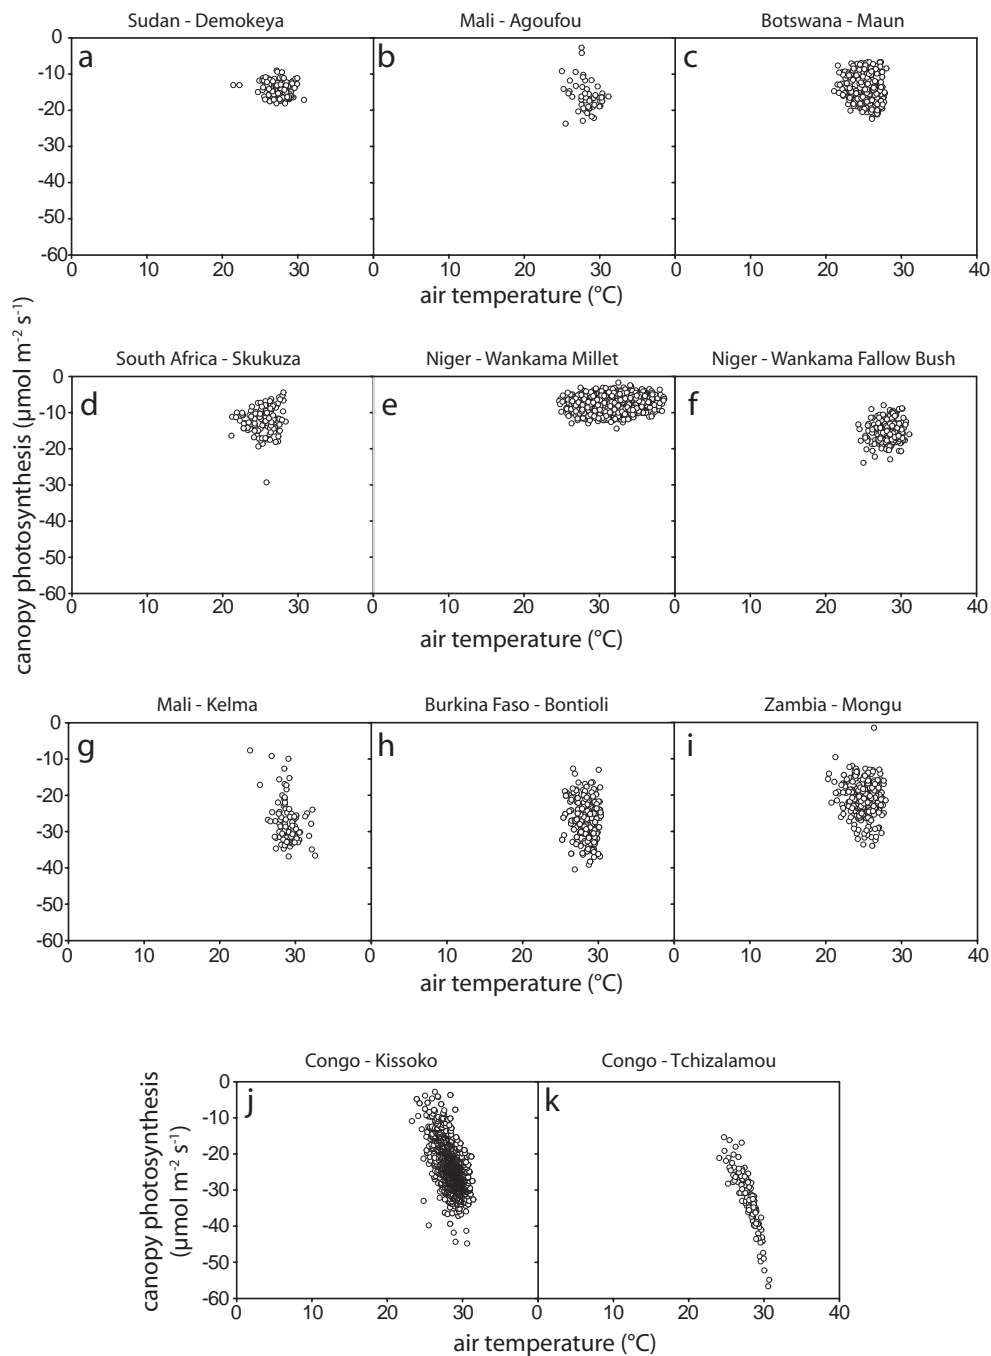 Sudan - Demokeya Mali - Agoufou Botswana - Maun
0
a b c
-10
-20
-30
-40
-50
-60
0 10 20 30 0 10 20 30 0 10 20 30 40
air temperature (°C)
canopy photosynthesis (µmol m-2 s-1)
South Africa - Skukuza Niger - Wankama Millet Niger - Wankama Fallow Bush
0
d e f
-10
-20
-30
-40
-50
-60
0 10 20 30 0 10 20 30 0 10 20 30 40
air temperature (°C)
Mali - Kelma Burkina Faso - Bontioli Zambia - Mongu
0
g h i
-10
-20
-30
-40
-50
-60
0 10 20 30 0 10 20 30 0 10 20 30 40
air temperature (°C)
Congo - Kissoko Congo - Tchizalamou
canopy photosynthesis
(µmol m-2 s-1)
0
j k
-10
-20
-30
-40
-50
-60
0 10 20 30 0 10 20 30 40
air temperature (°C)